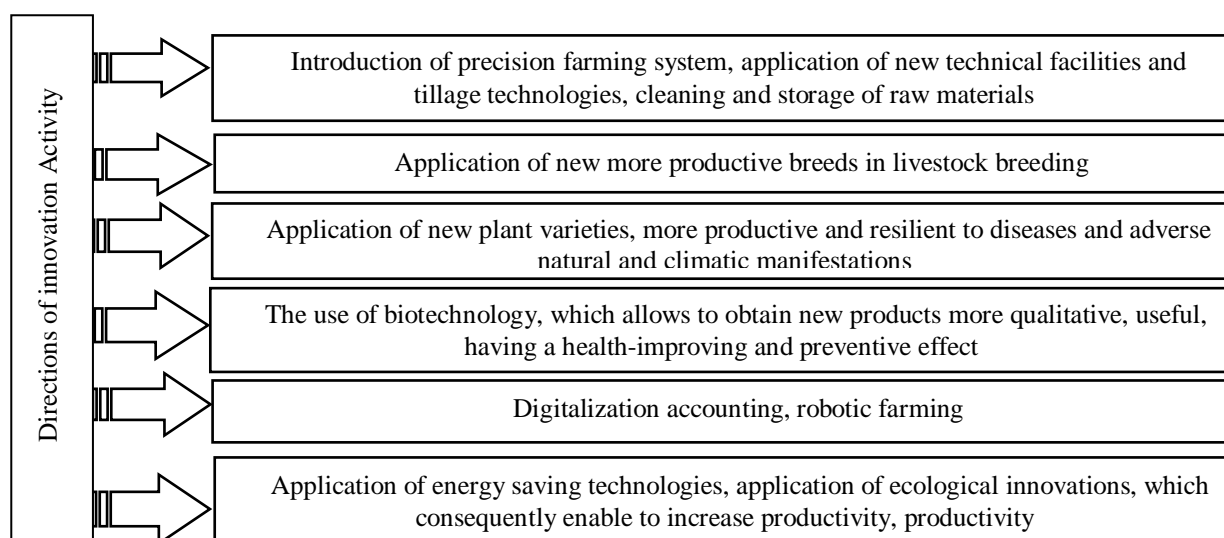 Directions of innovation Activity
Introduction of precision farming system, application of new technical facilities and
tillage technologies, cleaning and storage of raw materials
Application of new more productive breeds in livestock breeding
Application of new plant varieties, more productive and resilient to diseases and adverse
natural and climatic manifestations
The use of biotechnology, which allows to obtain new products more qualitative, useful,
having a health-improving and preventive effect
Digitalization accounting, robotic farming
Application of energy saving technologies, application of ecological innovations, which
consequently enable to increase productivity, productivity